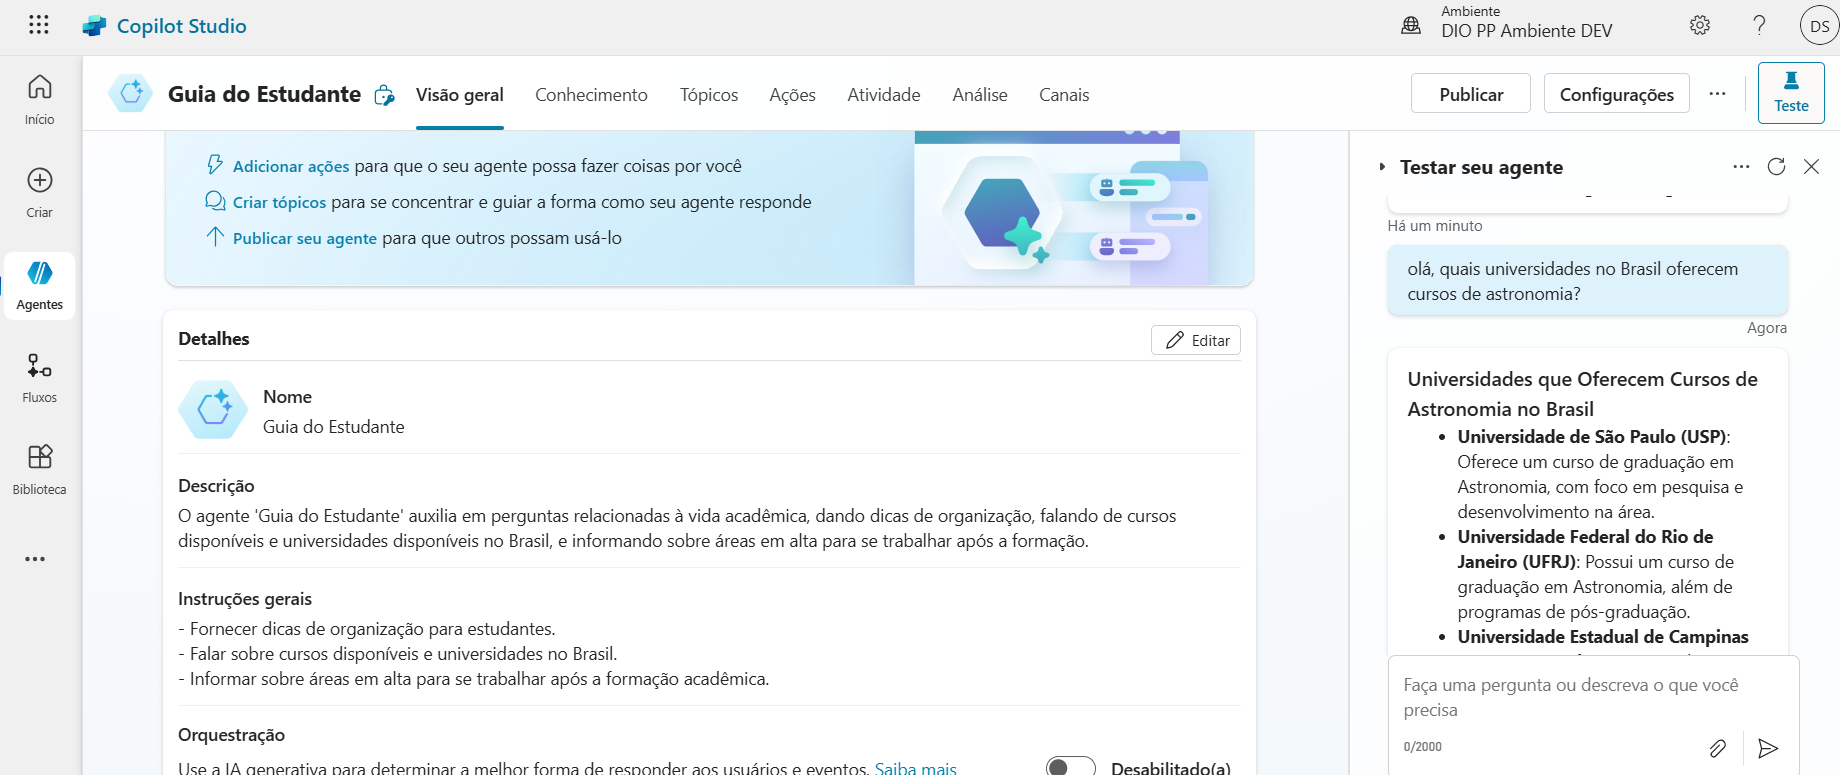 Copilot Studio
Ambiente
DIO PP Ambiente DEV
DS
Início
Criar
Agentes
Fluxos
Biblioteca
Guia do Estudante
Visão geral
Conhecimento
Tópicos
Ações
Atividade
Análise
Canais
Publicar
Configurações
Teste
Adicionar ações para que o seu agente possa fazer coisas por você
Criar tópicos para se concentrar e guiar a forma como seu agente responde
Publicar seu agente para que outros possam usá-lo
Detalhes
Editar
Nome
Guia do Estudante
Descrição
O agente 'Guia do Estudante' auxilia em perguntas relacionadas à vida acadêmica, dando dicas de organização, falando de cursos
disponíveis e universidades disponíveis no Brasil, e informando sobre áreas em alta para se trabalhar após a formação.
Instruções gerais
- Fornecer dicas de organização para estudantes.
- Falar sobre cursos disponíveis e universidades no Brasil.
- Informar sobre áreas em alta para se trabalhar após a formação acadêmica.
Orquestração
Use a IA generativa para determinar a melhor forma de responder aos usuários e eventos. Saiba mais
Desabilitado(a)
Testar seu agente
Há um minuto
olá, quais universidades no Brasil oferecem
cursos de astronomia?
Agora
Universidades que Oferecem Cursos de
Astronomia no Brasil
• Universidade de São Paulo (USP):
Oferece um curso de graduação em
Astronomia, com foco em pesquisa e
desenvolvimento na área.
• Universidade Federal do Rio de
Janeiro (UFRJ): Possui um curso de
graduação em Astronomia, além de
programas de pós-graduação.
• Universidade Estadual de Campinas
Faça uma pergunta ou descreva o que você
precisa
0/2000